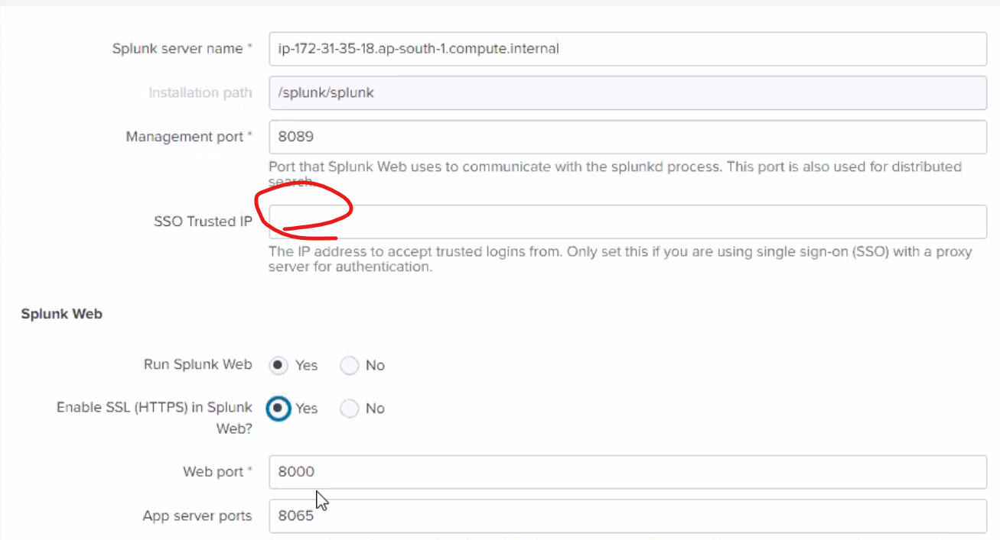 Splunk server name *
ip-172-31-35-18.ap-south-1.compute.internal
Installation path
/splunk/splunk
Management port *
8089
Port that Splunk Web uses to communicate with the splunkd process. This port is also used for distributed
search.
SSO Trusted IP
The IP address to accept trusted logins from. Only set this if you are using single sign-on (SSO) with a proxy
server for authentication.
Splunk Web
Run Splunk Web
Yes
No
Enable SSL (HTTPS) in Splunk
Web?
Yes
No
Web port *
8000
App server ports
8065